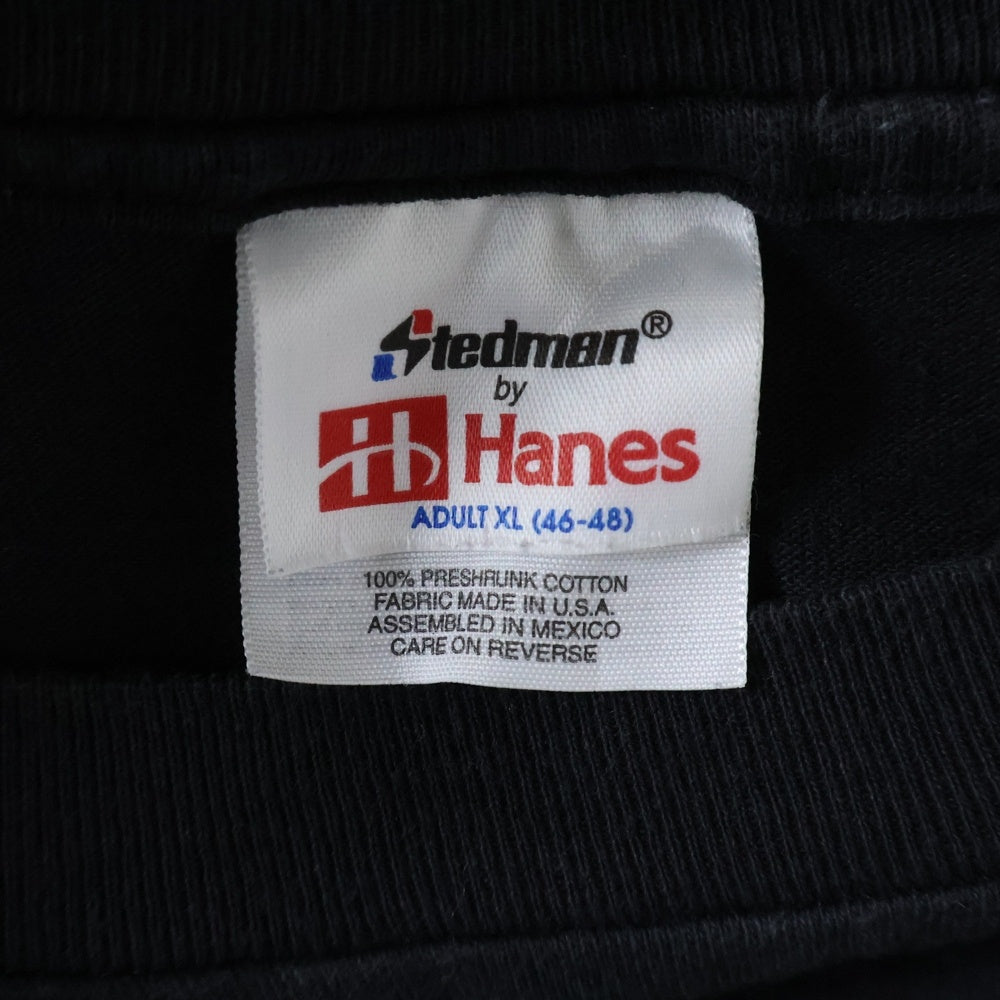 Stedman®
by
Hanes
ADULT XL (46-48)
100% PRESHRUNK COTTON
FABRIC MADE IN U.S.A.
ASSEMBLED IN MEXICO
CARE ON REVERSE